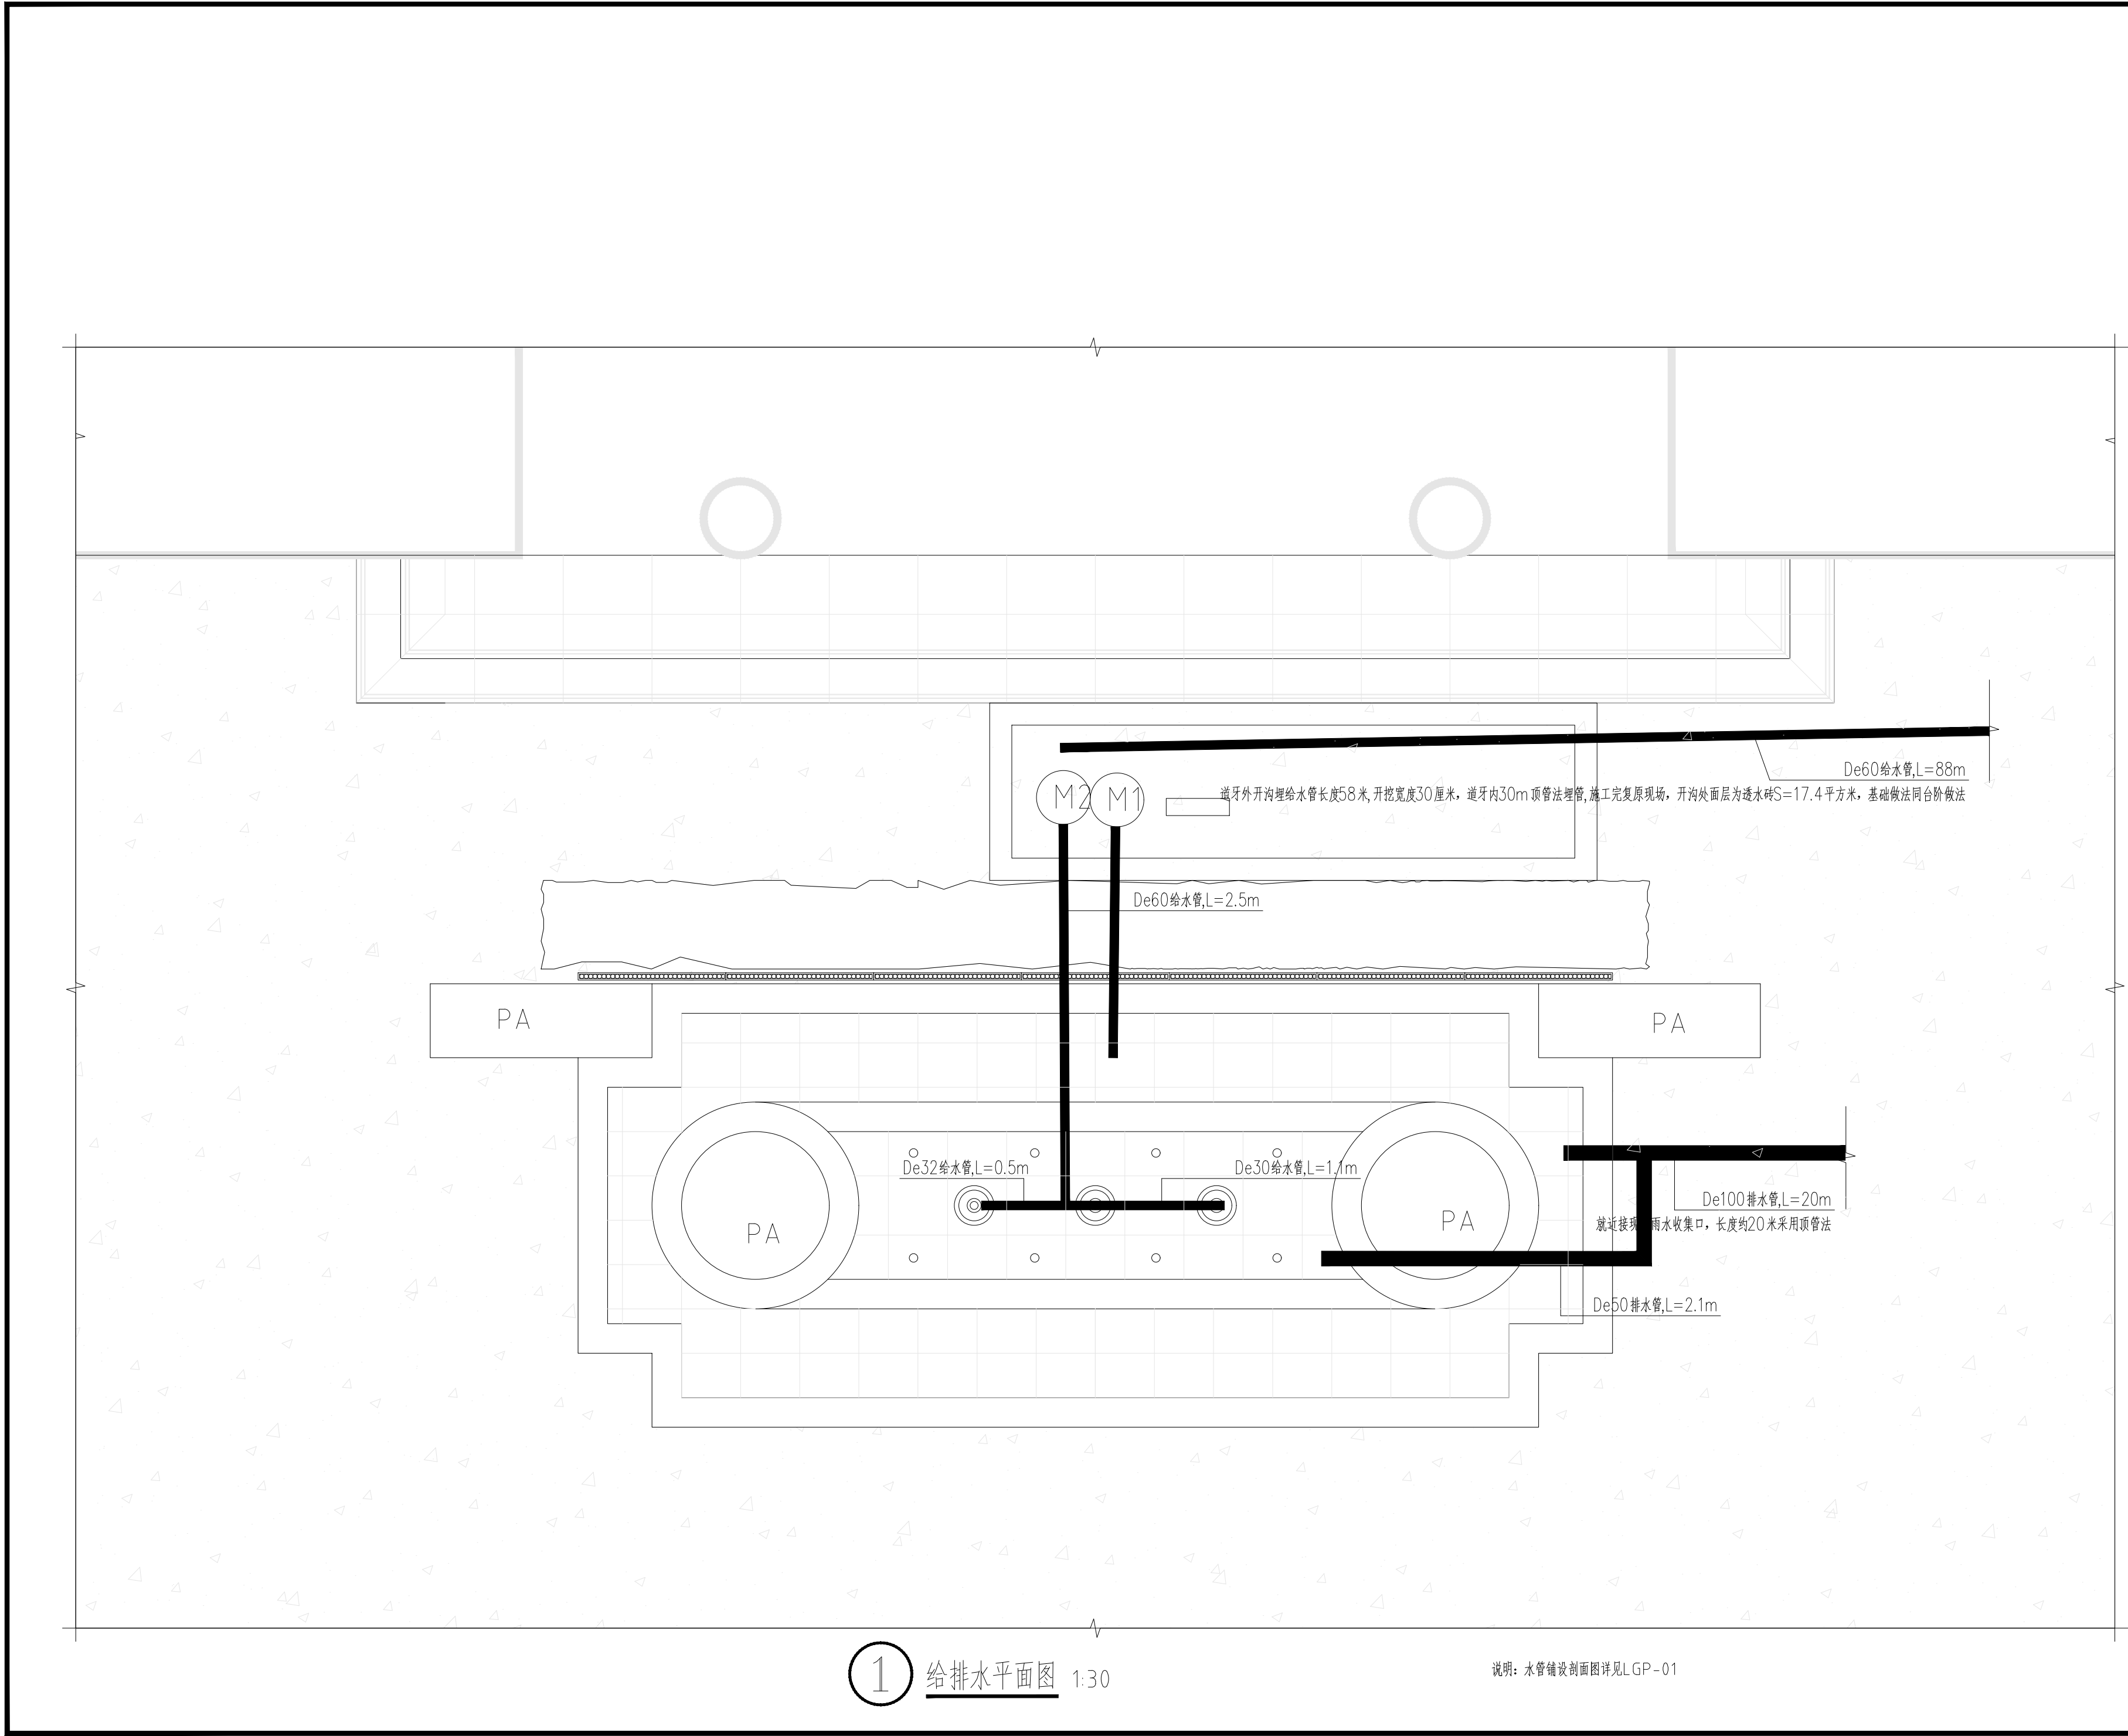 De60给水管,L=88m
M2
M1
道牙外开沟埋给水管长度58米,开挖宽度30厘米，道牙内30m顶管法埋管,施工完复原现场，开沟处面层为透水砖S=17.4平方米，基础做法同台阶做法
De60给水管,L=2.5m
PA
PA
De32给水管,L=0.5m
De30给水管,L=1.1m
De100排水管,L=20m
PA
PA
就近接现 雨水收集口，长度约20米采用顶管法
De50排水管,L=2.1m
1
给排水平面图 1:30
说明：水管铺设剖面图详见LGP-01